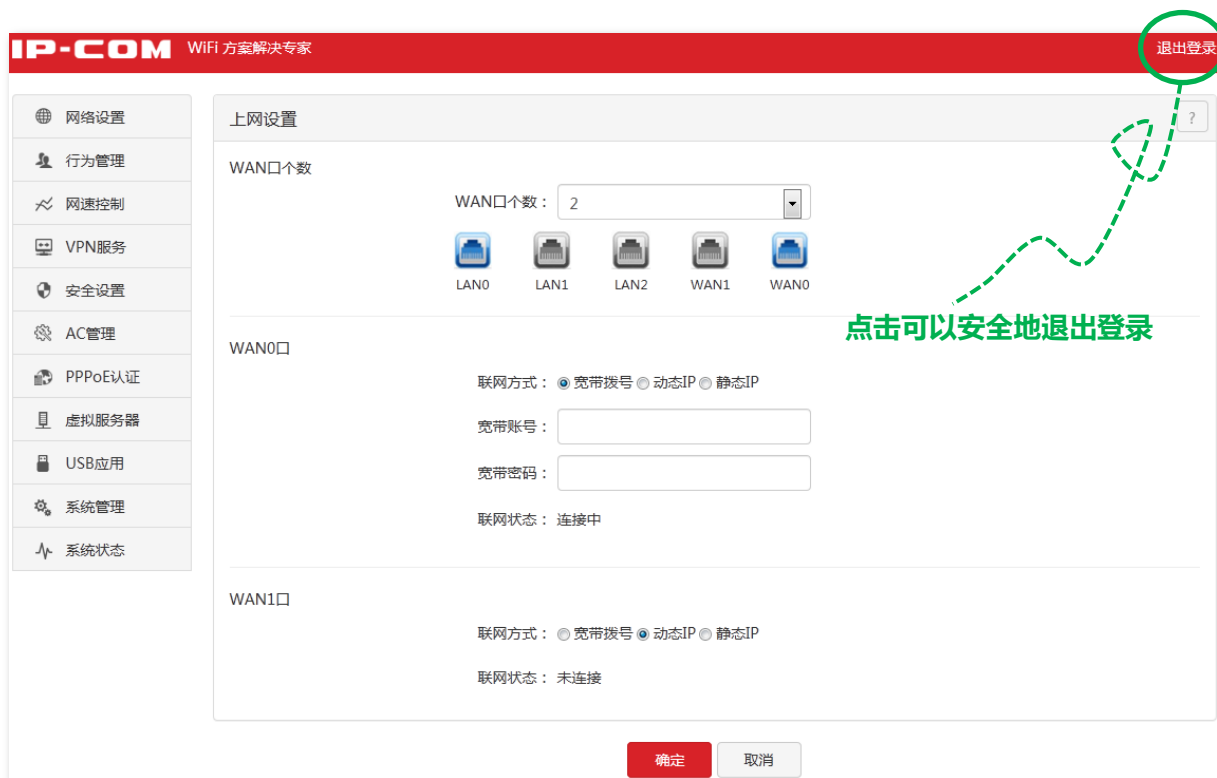 IP-COM WiFi 方案解决专家 退出登录
网络设置
行为管理
网速控制
VPN服务
安全设置
AC管理
PPPoE认证
虚拟服务器
USB应用
系统管理
系统状态
上网设置 ?
WAN口个数
WAN口个数： 2
LAN0 LAN1 LAN2 WAN1 WAN0
点击可以安全地退出登录
WAN0口
联网方式： 宽带拨号 动态IP 静态IP
宽带账号：
宽带密码：
联网状态： 连接中
WAN1口
联网方式： 宽带拨号 动态IP 静态IP
联网状态： 未连接
确定 取消